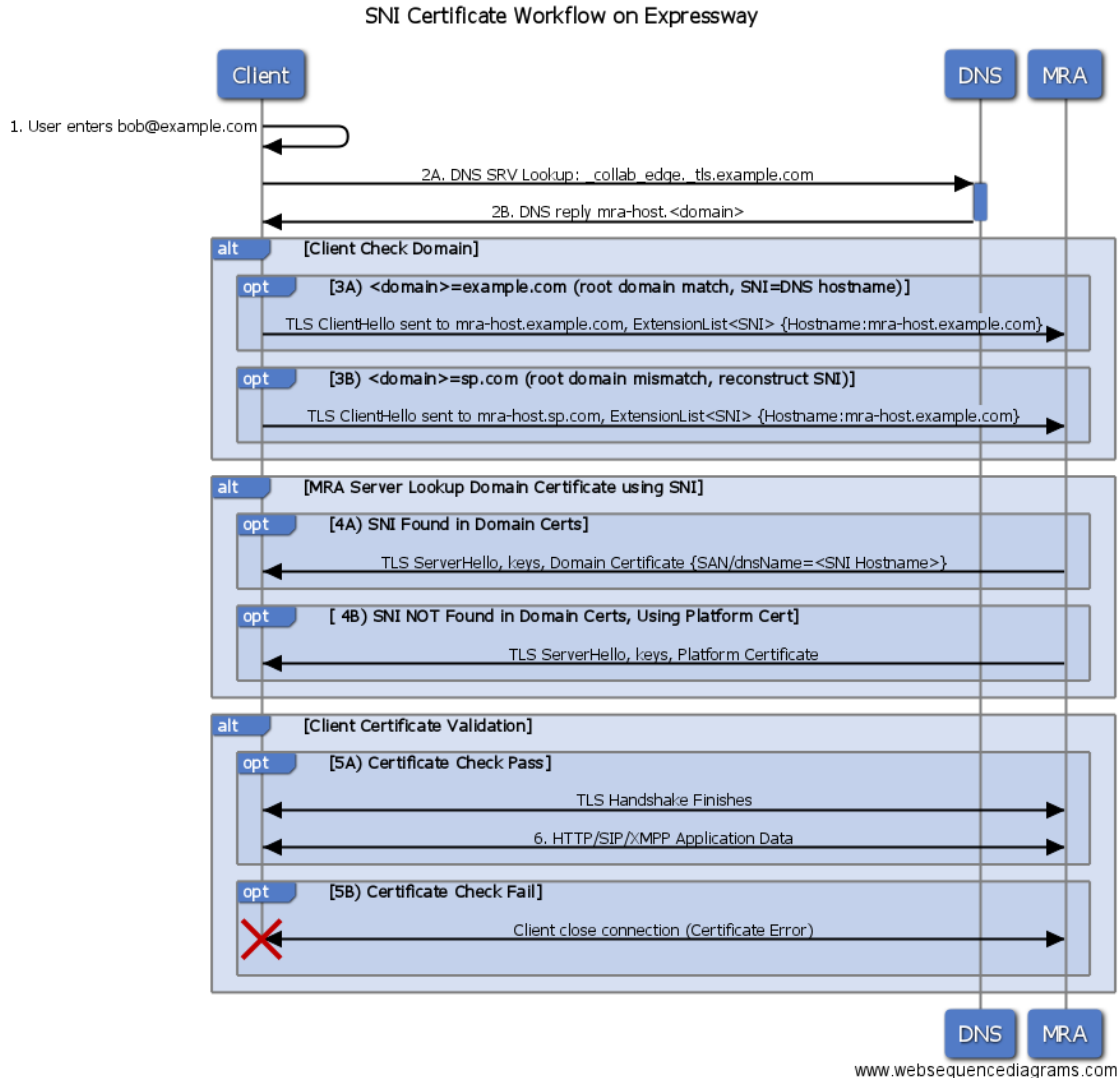 SNI Certificate Workflow on Expressway
Client
DNS
MRA
1. User enters bob@example.com
2A. DNS SRV Lookup: _collab_edge._tls.example.com
2B. DNS reply mra-host.<domain>
alt [Client Check Domain]
opt [3A) <domain>=example.com (root domain match, SNI=DNS hostname)]
TLS ClientHello sent to mra-host.example.com, ExtensionList<SNI> {Hostname:mra-host.example.com}
opt [3B) <domain>=sp.com (root domain mismatch, reconstruct SNI)]
TLS ClientHello sent to mra-host.sp.com, ExtensionList<SNI> {Hostname:mra-host.example.com}
alt [MRA Server Lookup Domain Certificate using SNI]
opt [4A) SNI Found in Domain Certs]
TLS ServerHello, keys, Domain Certificate {SAN/dnsName=<SNI Hostname>}
opt [ 4B) SNI NOT Found in Domain Certs, Using Platform Cert]
TLS ServerHello, keys, Platform Certificate
alt [Client Certificate Validation]
opt [5A) Certificate Check Pass]
TLS Handshake Finishes
6. HTTP/SIP/XMPP Application Data
opt [5B) Certificate Check Fail]
Client close connection (Certificate Error)
DNS
MRA
www.websequencediagrams.com